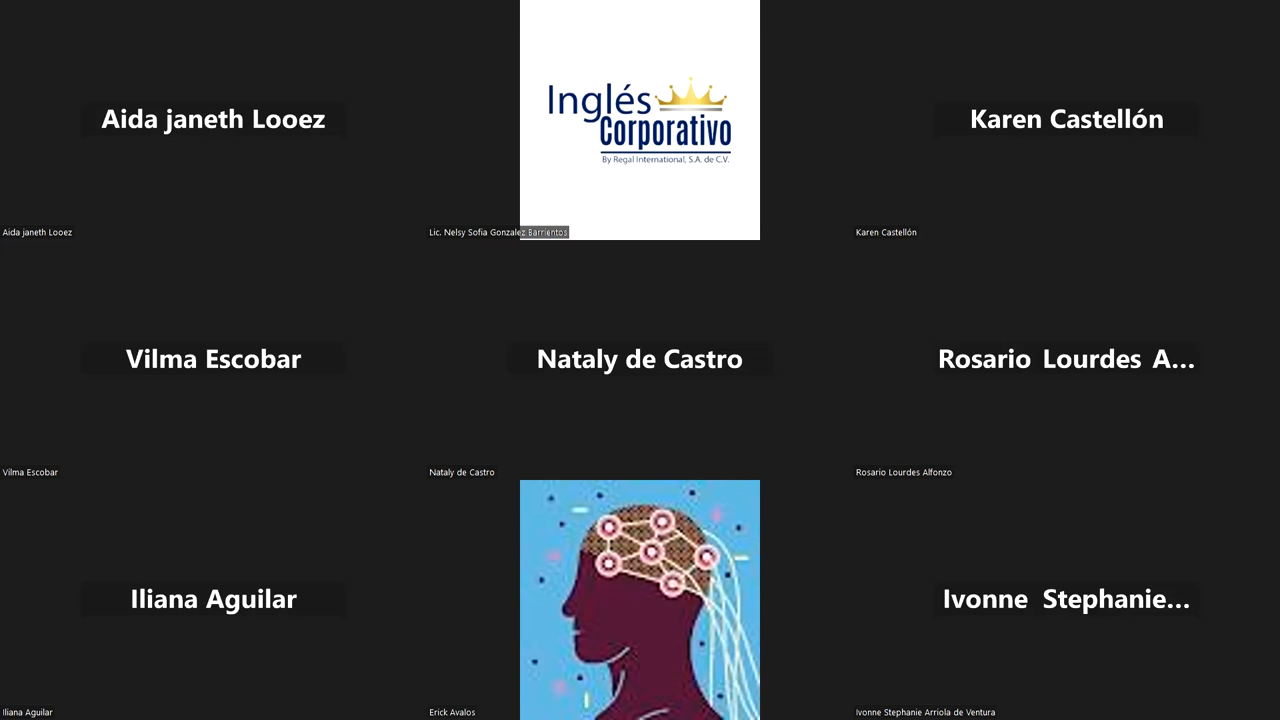 Aida janeth Looez
Aida janeth Looez
Inglés
Corporativo
By Regal International, S.A. de C.V.
Lic. Nelsy Sofia Gonzalez Barrientos
Karen Castellón
Karen Castellón
Vilma Escobar
Vilma Escobar
Nataly de Castro
Nataly de Castro
Rosario Lourdes A...
Rosario Lourdes Alfonzo
Iliana Aguilar
Iliana Aguilar
Erick Avalos
Ivonne Stephanie...
Ivonne Stephanie Arriola de Ventura